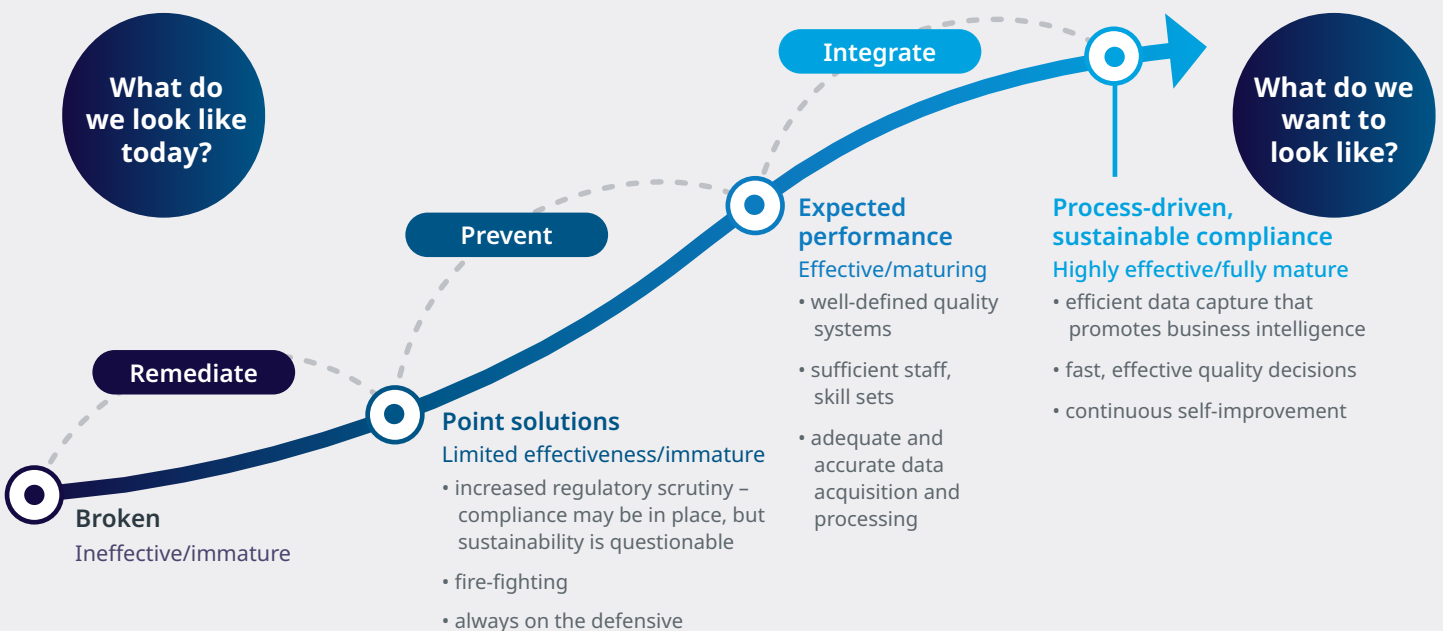 What do
we look like
today?
Remediate
Prevent
Integrate
What do we
want to
look like?
Broken
Ineffective/immature
Point solutions
Limited effectiveness/immature
• increased regulatory scrutiny –
compliance may be in place, but
sustainability is questionable
• fire-fighting
• always on the defensive
Expected
performance
Effective/maturing
• well-defined quality
systems
• sufficient staff,
skill sets
• adequate and
accurate data
acquisition and
processing
Process-driven,
sustainable compliance
Highly effective/fully mature
• efficient data capture that
promotes business intelligence
• fast, effective quality decisions
• continuous self-improvement